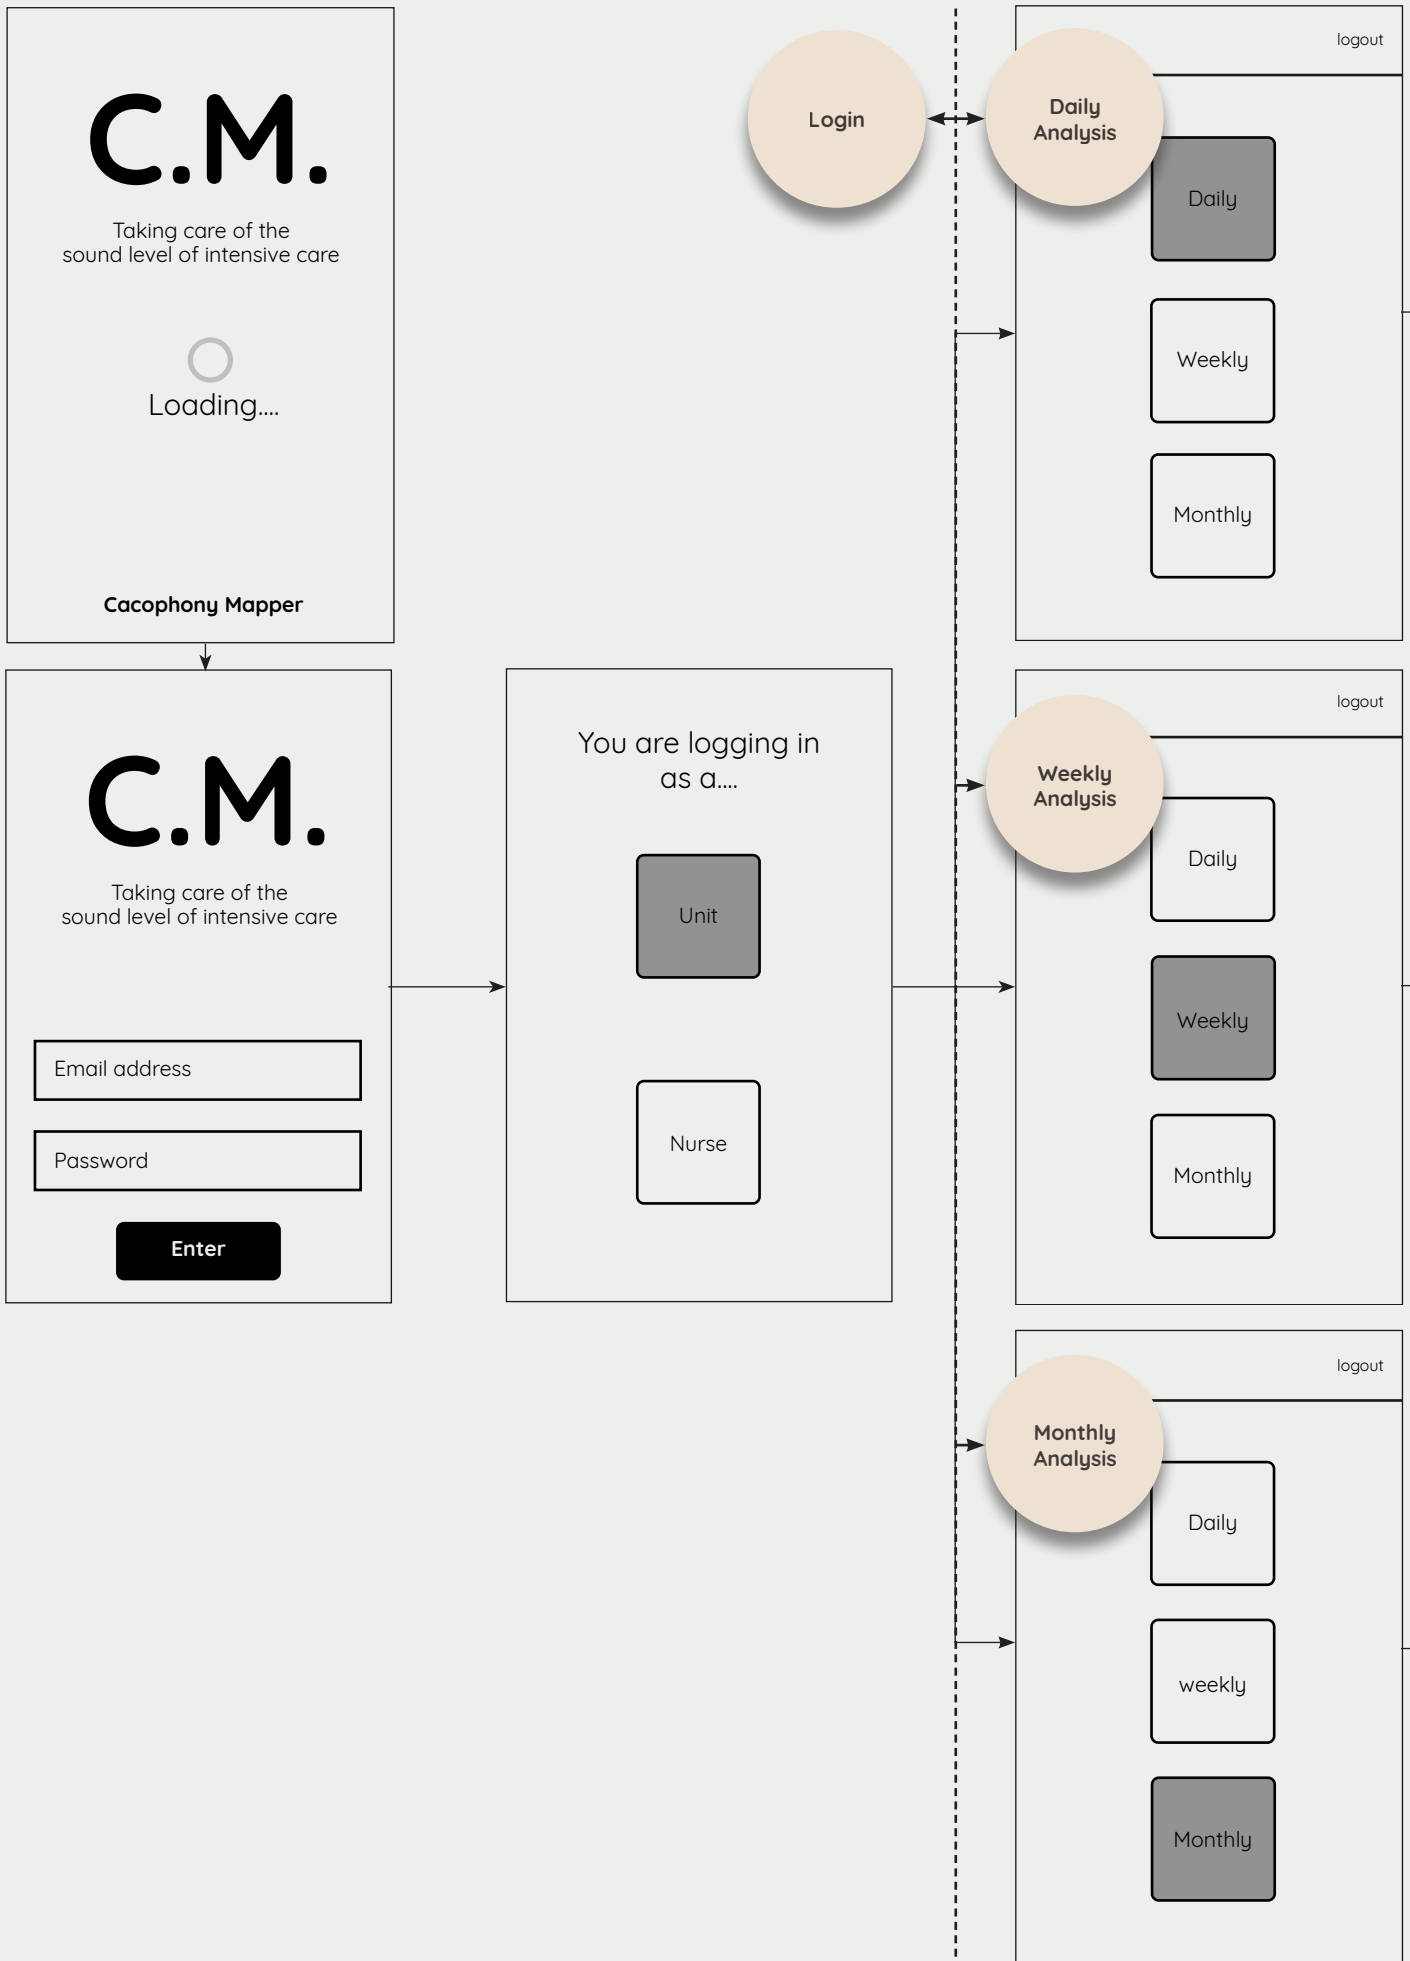 C.M.
Taking care of the
sound level of intensive care
Loading....
Cacophony Mapper
C.M.
Taking care of the
sound level of intensive care
Email address
Password
Enter
You are logging in
as a....
Unit
Nurse
Login
Daily
Analysis
logout
Daily
Weekly
Monthly
Weekly
Analysis
logout
Daily
Weekly
Monthly
Monthly
Analysis
logout
Daily
weekly
Monthly